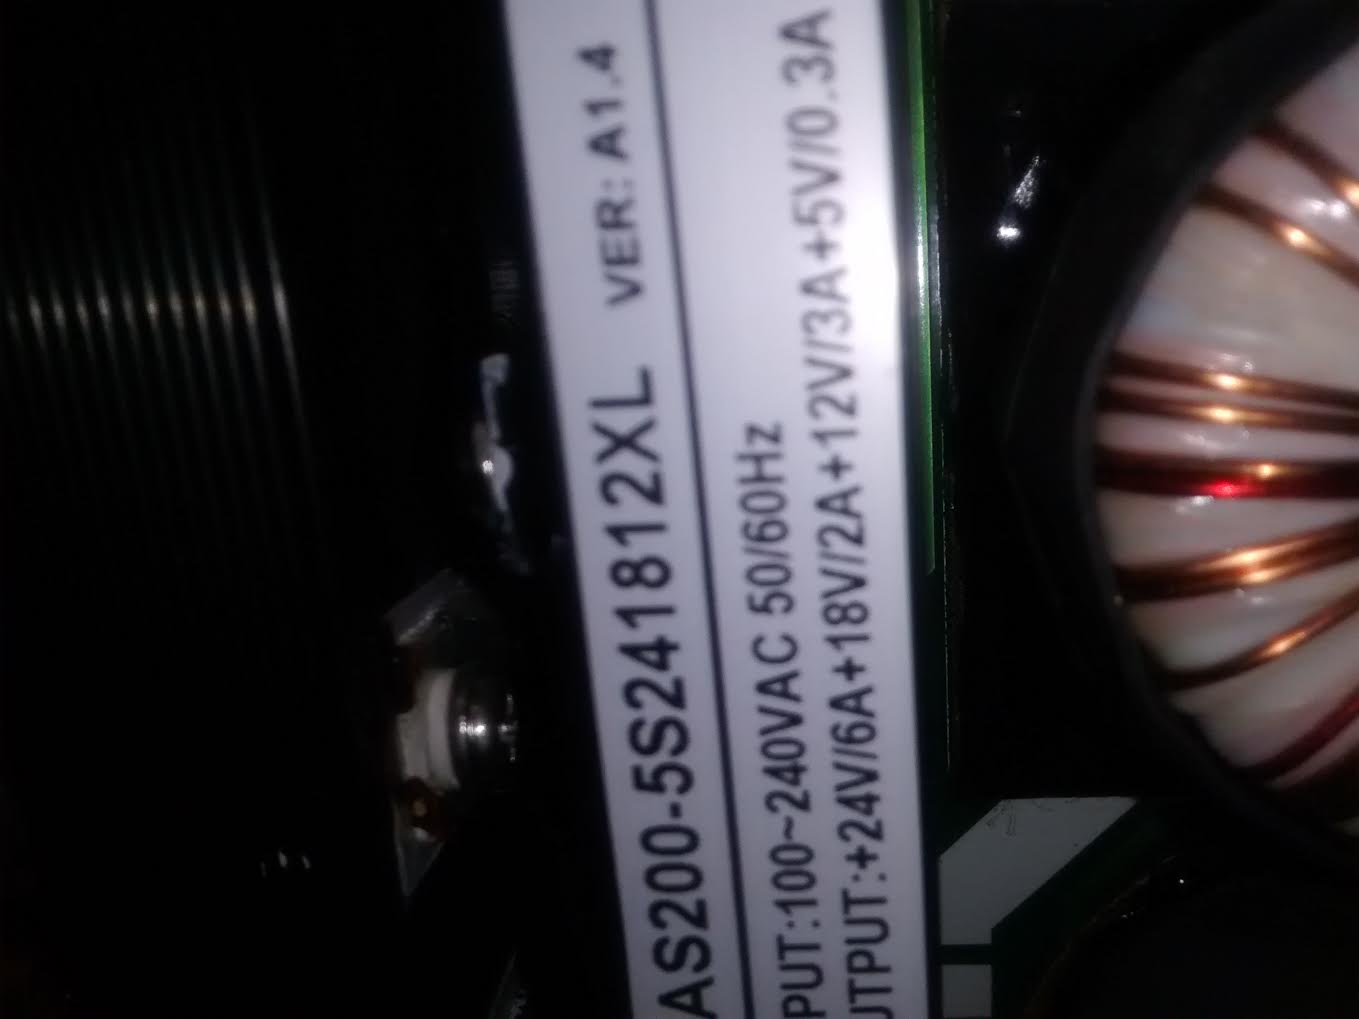 AS200-5S241812XL VER: A1.4
PUT:100~240VAC 50/60Hz
UTPUT:+24V/6A+18V/2A+12V/3A+5V/0.3A